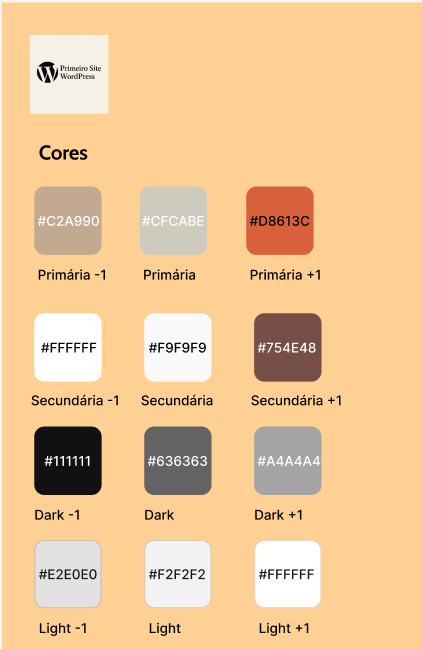 Primeiro Site
WordPress
Cores
#C2A990 #CFCABE #D8613C
Primária -1 Primária Primária +1
#FFFFFF #F9F9F9 #754E48
Secundária -1 Secundária Secundária +1
#111111 #636363 #A4A4A4
Dark -1 Dark Dark +1
#E2E0E0 #F2F2F2 #FFFFFF
Light -1 Light Light +1